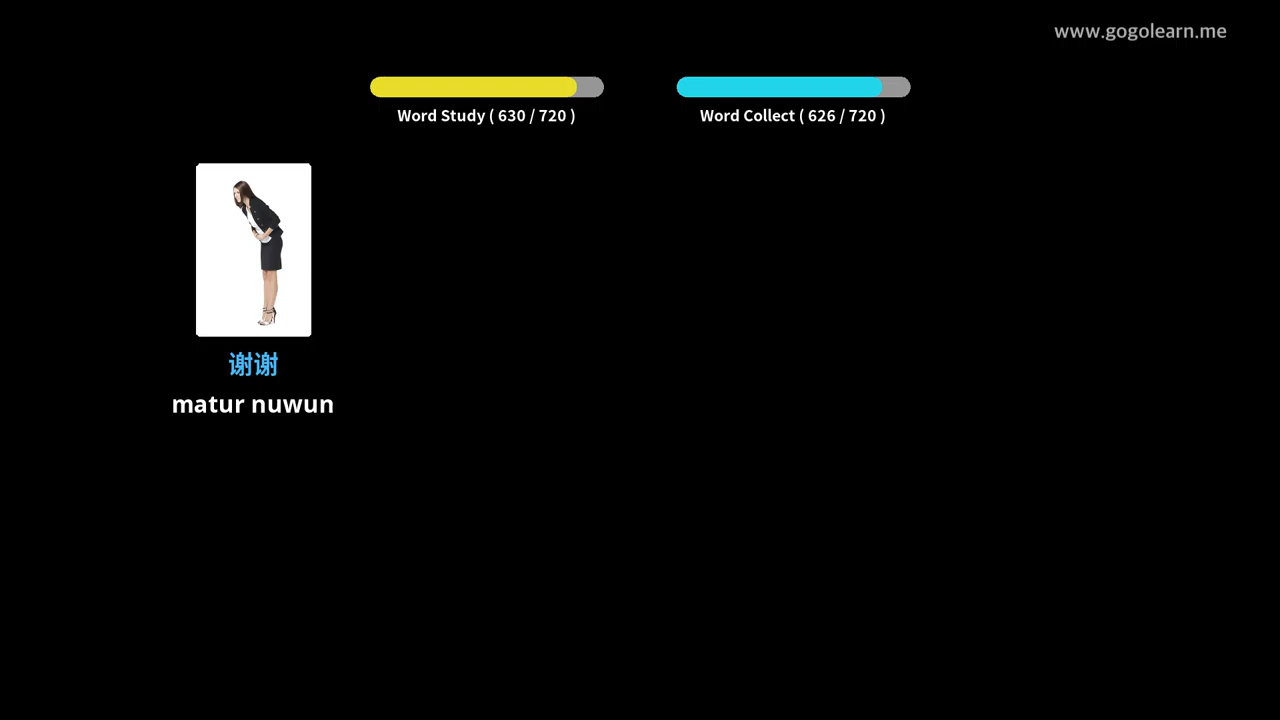 www.gogolearn.me
Word Study ( 630 / 720 )
Word Collect ( 626 / 720 )
谢谢
matur nuwun